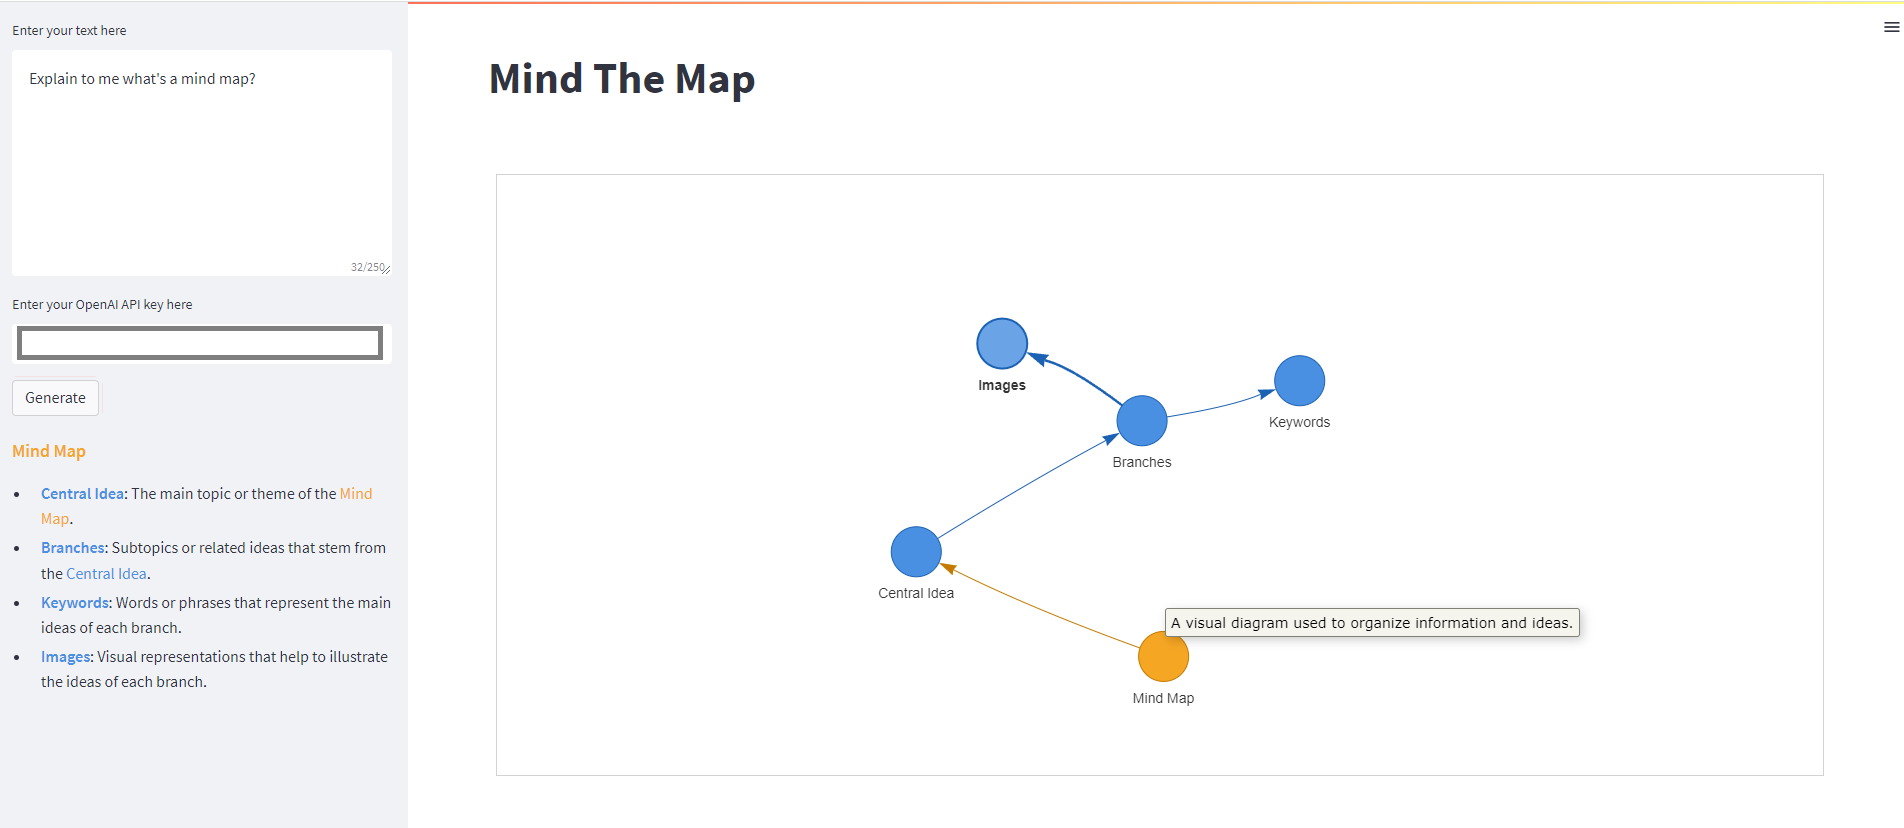 Enter your text here
Explain to me what's a mind map?
32/250
Enter your OpenAI API key here
Generate
Mind Map
Central Idea: The main topic or theme of the Mind
Map.
Branches: Subtopics or related ideas that stem from
the Central Idea.
Keywords: Words or phrases that represent the main
ideas of each branch.
Images: Visual representations that help to illustrate
the ideas of each branch.
Mind The Map
Images
Keywords
Branches
Central Idea
A visual diagram used to organize information and ideas.
Mind Map